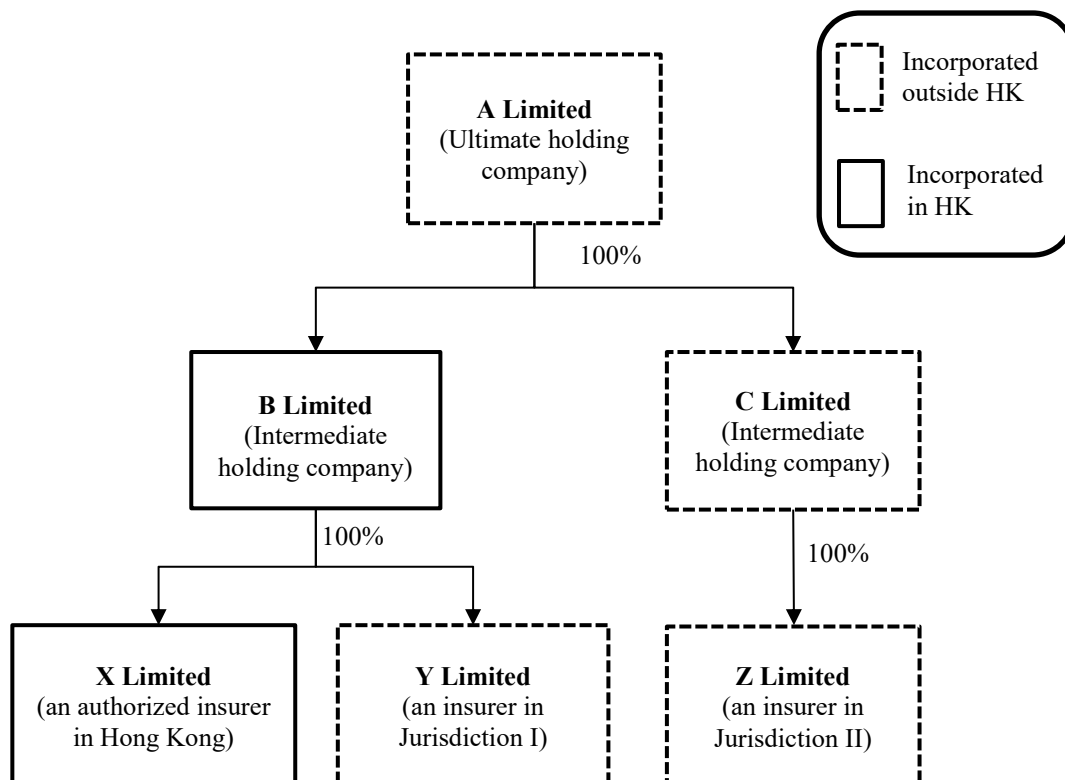 Incorporated
outside HK
Incorporated
in HK
A Limited
(Ultimate holding
company)
100%
B Limited
(Intermediate
holding company)
C Limited
(Intermediate
holding company)
100%
100%
X Limited
(an authorized insurer
in Hong Kong)
Y Limited
(an insurer in
Jurisdiction I)
Z Limited
(an insurer in
Jurisdiction II)